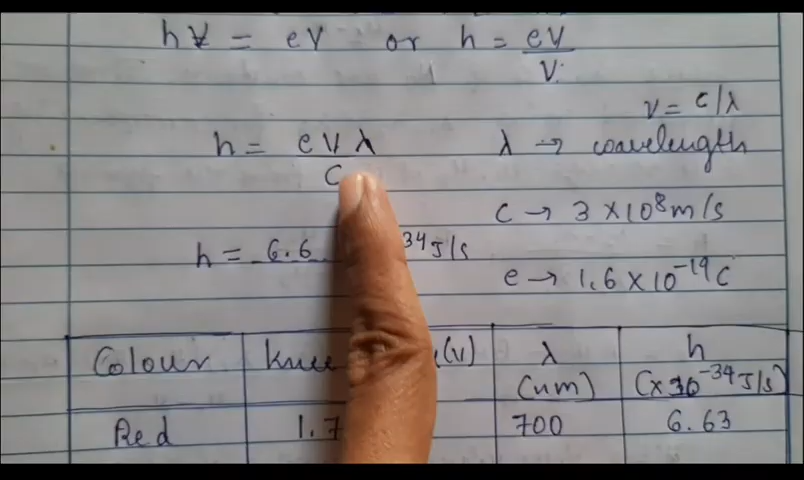 hν = eV or h = eV/ν
ν = c/λ
h = eVλ/c λ → wavelength
c → 3 × 10⁸ m/s
h = 6.6 34 J/s
e → 1.6 × 10⁻¹⁹ C
Colour (V) λ (nm) h (×10⁻³⁴ J/s)
Red 1.7 700 6.63